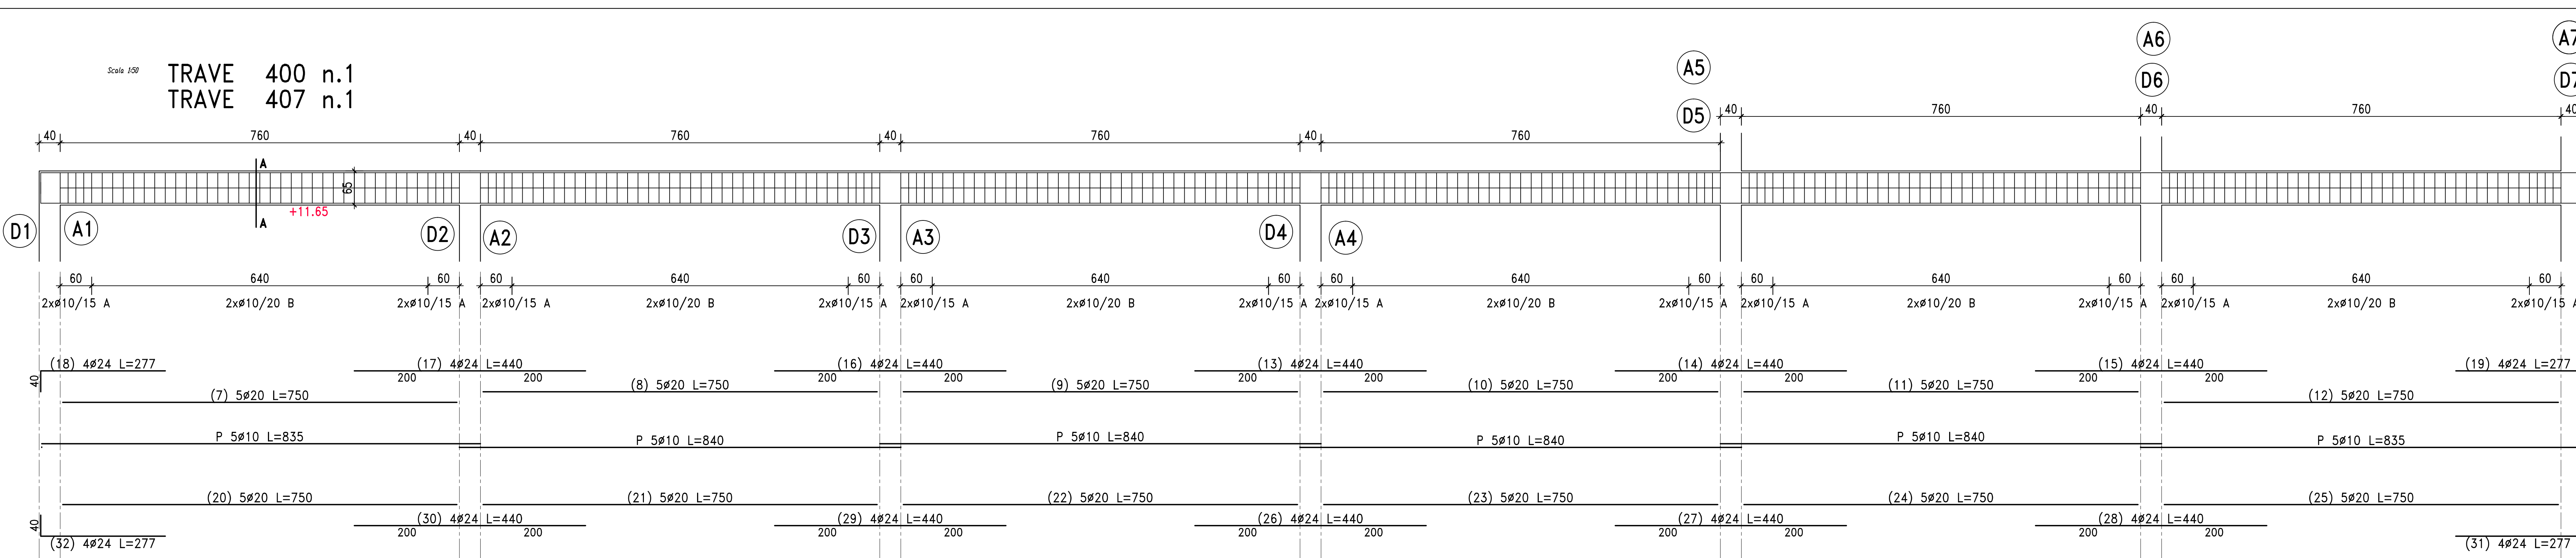 A6 A7
A5
Scala 1:50 TRAVE 400 n.1
D6 D7
TRAVE 407 n.1
D5
40 760 40 760 40
40 760 40 760 40 760 40 760
A
65
+11.65
A
D1 A1 D2 A2 D3 A3 D4 A4
60 640 60 60 640 60 60 640 60 60 640 60 60 640 60 60 640 60
2xø10/15 A 2xø10/20 B 2xø10/15 A 2xø10/15 A 2xø10/20 B 2xø10/15 A 2xø10/15 A 2xø10/20 B 2xø10/15 A 2xø10/15 A 2xø10/20 B 2xø10/15 A 2xø10/15 A 2xø10/20 B 2xø10/15 A 2xø10/15 A 2xø10/20 B 2xø10/15 A
(18) 4ø24 L=277 (17) 4ø24 L=440 (16) 4ø24 L=440 (13) 4ø24 L=440 (14) 4ø24 L=440 (15) 4ø24 L=440 (19) 4ø24 L=277
40 200 200 200 200 200 200 200 200 200 200
(8) 5ø20 L=750 (9) 5ø20 L=750 (10) 5ø20 L=750 (11) 5ø20 L=750
(7) 5ø20 L=750 (12) 5ø20 L=750
P 5ø10 L=835 P 5ø10 L=840 P 5ø10 L=840 P 5ø10 L=840 P 5ø10 L=840 P 5ø10 L=835
(20) 5ø20 L=750 (21) 5ø20 L=750 (22) 5ø20 L=750 (23) 5ø20 L=750 (24) 5ø20 L=750 (25) 5ø20 L=750
40 (30) 4ø24 L=440 (29) 4ø24 L=440 (26) 4ø24 L=440 (27) 4ø24 L=440 (28) 4ø24 L=440
200 200 200 200 200 200 200 200 200 200
(32) 4ø24 L=277 (31) 4ø24 L=277